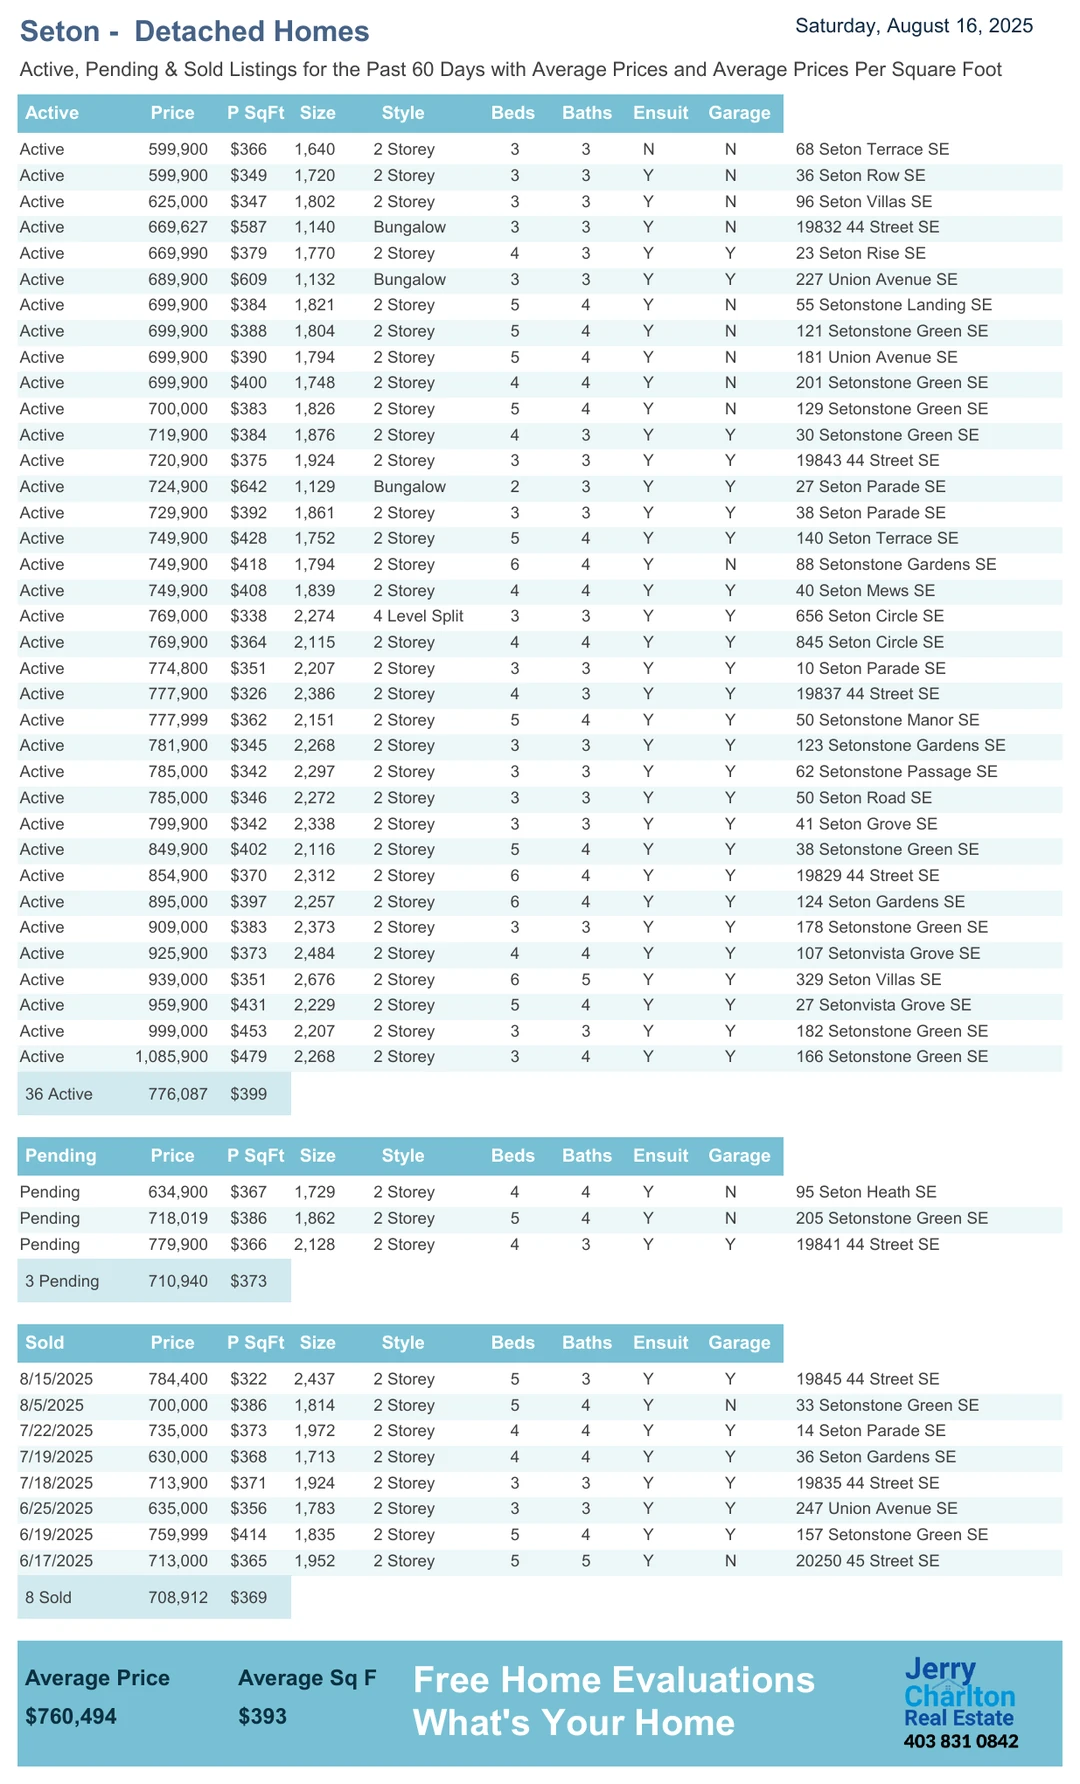 Seton -  Detached Homes
Saturday, August 16, 2025
Active, Pending & Sold Listings for the Past 60 Days with Average Prices and Average Prices Per Square Foot
Active Price P SqFt Size Style Beds Baths Ensuit Garage
Active 599,900 $366 1,640 2 Storey 3 3 N N 68 Seton Terrace SE
Active 599,900 $349 1,720 2 Storey 3 3 Y N 36 Seton Row SE
Active 625,000 $347 1,802 2 Storey 3 3 Y N 96 Seton Villas SE
Active 669,627 $587 1,140 Bungalow 3 3 Y N 19832 44 Street SE
Active 669,990 $379 1,770 2 Storey 4 3 Y Y 23 Seton Rise SE
Active 689,900 $609 1,132 Bungalow 3 3 Y Y 227 Union Avenue SE
Active 699,900 $384 1,821 2 Storey 5 4 Y N 55 Setonstone Landing SE
Active 699,900 $388 1,804 2 Storey 5 4 Y N 121 Setonstone Green SE
Active 699,900 $390 1,794 2 Storey 5 4 Y N 181 Union Avenue SE
Active 699,900 $400 1,748 2 Storey 4 4 Y N 201 Setonstone Green SE
Active 700,000 $383 1,826 2 Storey 5 4 Y N 129 Setonstone Green SE
Active 719,900 $384 1,876 2 Storey 4 3 Y Y 30 Setonstone Green SE
Active 720,900 $375 1,924 2 Storey 3 3 Y Y 19843 44 Street SE
Active 724,900 $642 1,129 Bungalow 2 3 Y Y 27 Seton Parade SE
Active 729,900 $392 1,861 2 Storey 3 3 Y Y 38 Seton Parade SE
Active 749,900 $428 1,752 2 Storey 5 4 Y Y 140 Seton Terrace SE
Active 749,900 $418 1,794 2 Storey 6 4 Y N 88 Setonstone Gardens SE
Active 749,900 $408 1,839 2 Storey 4 4 Y Y 40 Seton Mews SE
Active 769,000 $338 2,274 4 Level Split 3 3 Y Y 656 Seton Circle SE
Active 769,900 $364 2,115 2 Storey 4 4 Y Y 845 Seton Circle SE
Active 774,800 $351 2,207 2 Storey 3 3 Y Y 10 Seton Parade SE
Active 777,900 $326 2,386 2 Storey 4 3 Y Y 19837 44 Street SE
Active 777,999 $362 2,151 2 Storey 5 4 Y Y 50 Setonstone Manor SE
Active 781,900 $345 2,268 2 Storey 3 3 Y Y 123 Setonstone Gardens SE
Active 785,000 $342 2,297 2 Storey 3 3 Y Y 62 Setonstone Passage SE
Active 785,000 $346 2,272 2 Storey 3 3 Y Y 50 Seton Road SE
Active 799,900 $342 2,338 2 Storey 3 3 Y Y 41 Seton Grove SE
Active 849,900 $402 2,116 2 Storey 5 4 Y Y 38 Setonstone Green SE
Active 854,900 $370 2,312 2 Storey 6 4 Y Y 19829 44 Street SE
Active 895,000 $397 2,257 2 Storey 6 4 Y Y 124 Seton Gardens SE
Active 909,000 $383 2,373 2 Storey 3 3 Y Y 178 Setonstone Green SE
Active 925,900 $373 2,484 2 Storey 4 4 Y Y 107 Setonvista Grove SE
Active 939,000 $351 2,676 2 Storey 6 5 Y Y 329 Seton Villas SE
Active 959,900 $431 2,229 2 Storey 5 4 Y Y 27 Setonvista Grove SE
Active 999,000 $453 2,207 2 Storey 3 3 Y Y 182 Setonstone Green SE
Active 1,085,900 $479 2,268 2 Storey 3 4 Y Y 166 Setonstone Green SE
36 Active 776,087 $399
Pending Price P SqFt Size Style Beds Baths Ensuit Garage
Pending 634,900 $367 1,729 2 Storey 4 4 Y N 95 Seton Heath SE
Pending 718,019 $386 1,862 2 Storey 5 4 Y N 205 Setonstone Green SE
Pending 779,900 $366 2,128 2 Storey 4 3 Y Y 19841 44 Street SE
3 Pending 710,940 $373
Sold Price P SqFt Size Style Beds Baths Ensuit Garage
8/15/2025 784,400 $322 2,437 2 Storey 5 3 Y Y 19845 44 Street SE
8/5/2025 700,000 $386 1,814 2 Storey 5 4 Y N 33 Setonstone Green SE
7/22/2025 735,000 $373 1,972 2 Storey 4 4 Y Y 14 Seton Parade SE
7/19/2025 630,000 $368 1,713 2 Storey 4 4 Y Y 36 Seton Gardens SE
7/18/2025 713,900 $371 1,924 2 Storey 3 3 Y Y 19835 44 Street SE
6/25/2025 635,000 $356 1,783 2 Storey 3 3 Y Y 247 Union Avenue SE
6/19/2025 759,999 $414 1,835 2 Storey 5 4 Y Y 157 Setonstone Green SE
6/17/2025 713,000 $365 1,952 2 Storey 5 5 Y N 20250 45 Street SE
8 Sold 708,912 $369
Average Price Average Sq F
$760,494 $393
Free Home Evaluations
What's Your Home
Jerry
Charlton
Real Estate
403 831 0842